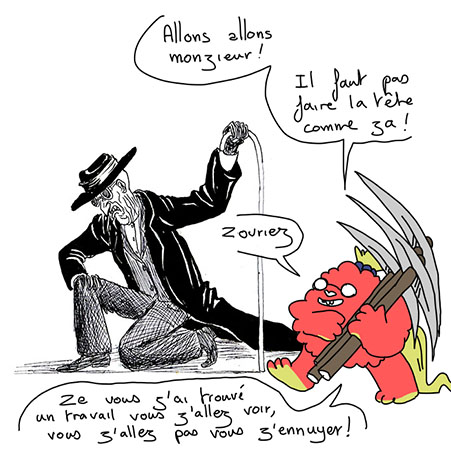 Allons allons
monzieur!
Il faut pas
faire la tête
comme za!
Zouriez
Ze vous z'ai trouvé
un travail vous z'allez voir,
vous z'allez pas vous z'ennuyer!